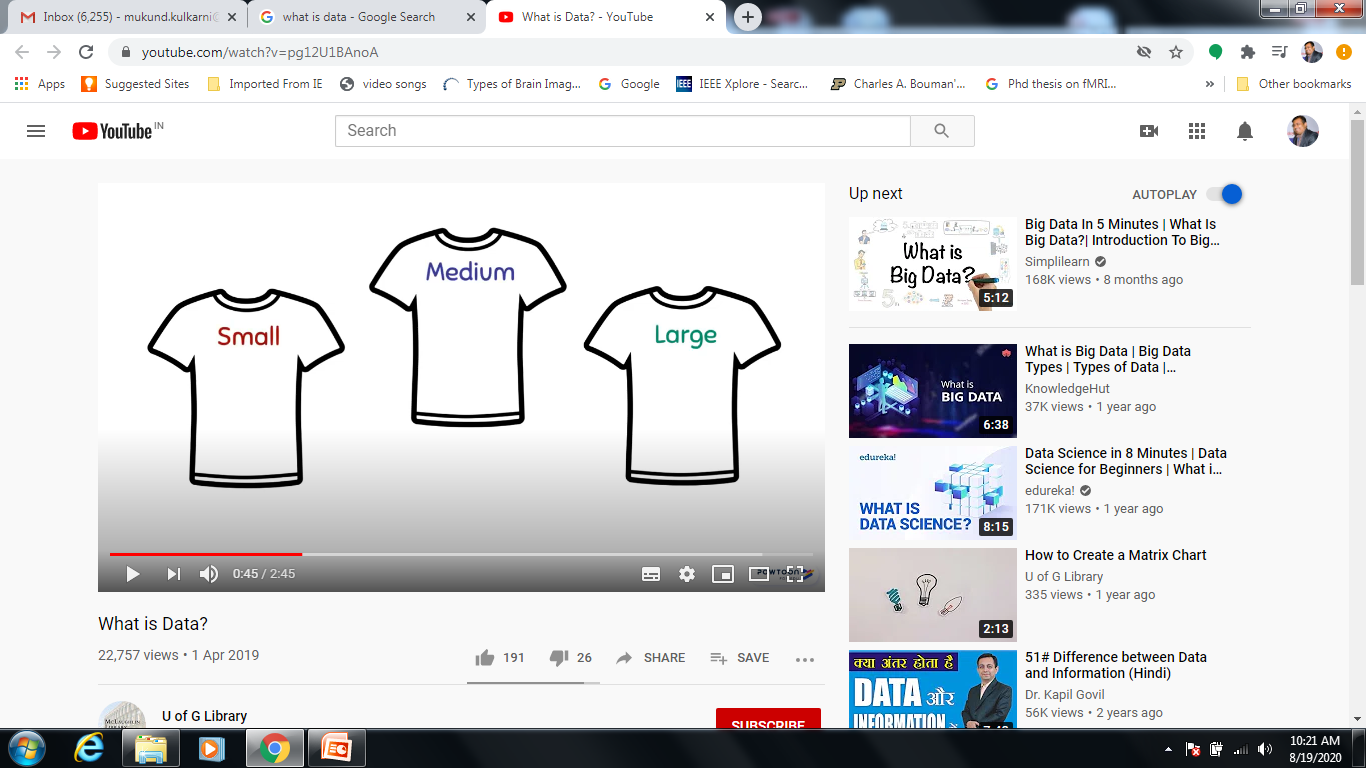 Inbox (6,255) - mukund.kulkarni@
what is data - Google Search
What is Data? - YouTube
youtube.com/watch?v=pg12U1BAnoA
Apps
Suggested Sites
Imported From IE
video songs
Types of Brain Imag...
Google
IEEE
IEEE Xplore - Searc...
Charles A. Bouman'...
Phd thesis on fMRI...
»
Other bookmarks
YouTube IN
Search
Small
Medium
Large
0:45 / 2:45
POWTOON
What is Data?
22,757 views • 1 Apr 2019
191
26
SHARE
SAVE
U of G Library
SUBSCRIBE
Up next
AUTOPLAY
What is
Big Data?
5:12
Big Data In 5 Minutes | What Is
Big Data?| Introduction To Big...
Simplilearn
168K views • 8 months ago
What is
BIG DATA
6:38
What is Big Data | Big Data
Types | Types of Data |...
KnowledgeHut
37K views • 1 year ago
edureka!
WHAT IS
DATA SCIENCE?
8:15
Data Science in 8 Minutes | Data
Science for Beginners | What i...
edureka!
171K views • 1 year ago
2:13
How to Create a Matrix Chart
U of G Library
335 views • 1 year ago
क्या अंतर होता है
DATA और
INFORMATION
51# Difference between Data
and Information (Hindi)
Dr. Kapil Govil
56K views • 2 years ago
10:21 AM
8/19/2020